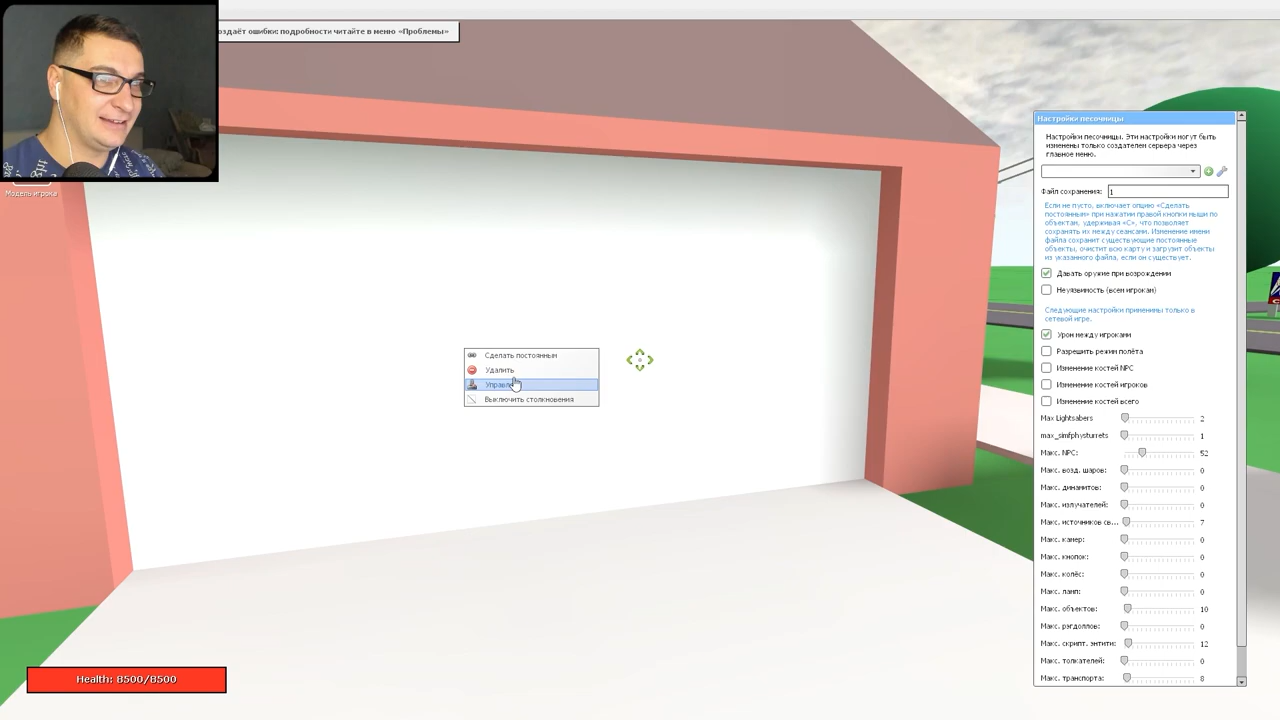 оздаёт ошибки: подробности читайте в меню «Проблемы»
Модель игрока
Сделать постоянным
Удалить
Выключить столкновения
Health: 8500/8500
Настройки песочницы
Настройки песочницы. Эти настройки могут быть
изменены только создателем сервера через
главное меню.
Файл сохранения: 1
Если не пусто, включает опцию «Сделать
постоянным» при нажатии правой кнопки мыши по
объектам, удерживая «C», что позволяет
сохранять их между сеансами. Изменение имени
файла сохранит существующие постоянные
объекты, очистит всю карту и загрузит объекты
из указанного файла, если он существует.
Давать оружие при возрождении
Неуязвимость (всем игрокам)
Следующие настройки применимы только в
сетевой игре.
Урон между игроками
Разрешить режим полёта
Изменение костей NPC
Изменение костей игроков
Изменение костей всего
Max Lightsabers 2
max_simfphysturrets 1
Макс. NPC: 52
Макс. возд. шаров: 0
Макс. динамитов: 0
Макс. излучателей: 0
Макс. источников св... 7
Макс. камер: 0
Макс. кнопок: 0
Макс. колёс: 0
Макс. ламп: 0
Макс. объектов: 10
Макс. рэгдоллов: 0
Макс. скрипт. энтити: 12
Макс. толкателей: 0
Макс. транспорта: 8